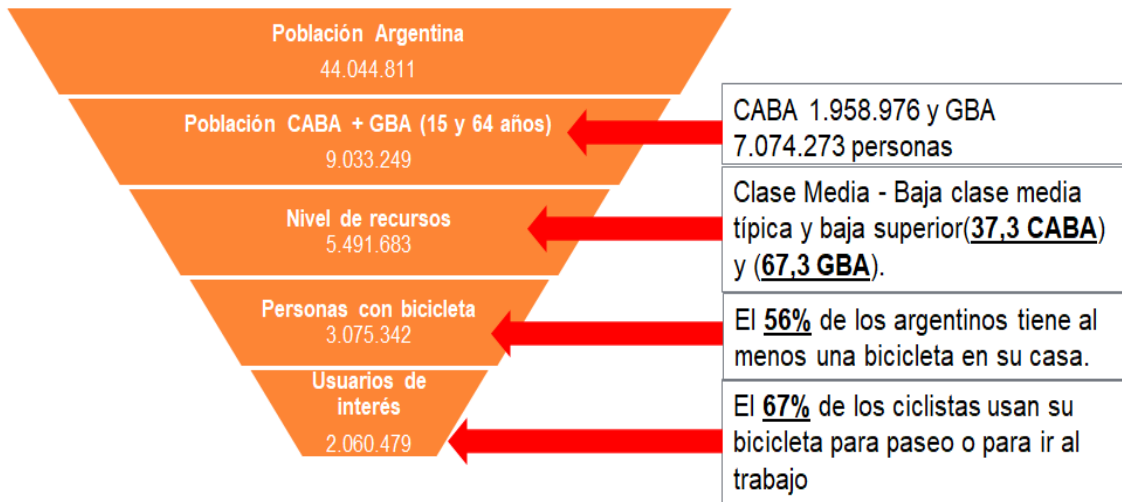 Población Argentina
44.044.811
Población CABA + GBA (15 y 64 años)
9.033.249
CABA 1.958.976 y GBA
7.074.273 personas
Nivel de recursos
5.491.683
Clase Media - Baja clase media
típica y baja superior(37,3 CABA)
y (67,3 GBA).
Personas con bicicleta
3.075.342
El 56% de los argentinos tiene al
menos una bicicleta en su casa.
Usuarios de
interés
2.060.479
El 67% de los ciclistas usan su
bicicleta para paseo o para ir al
trabajo